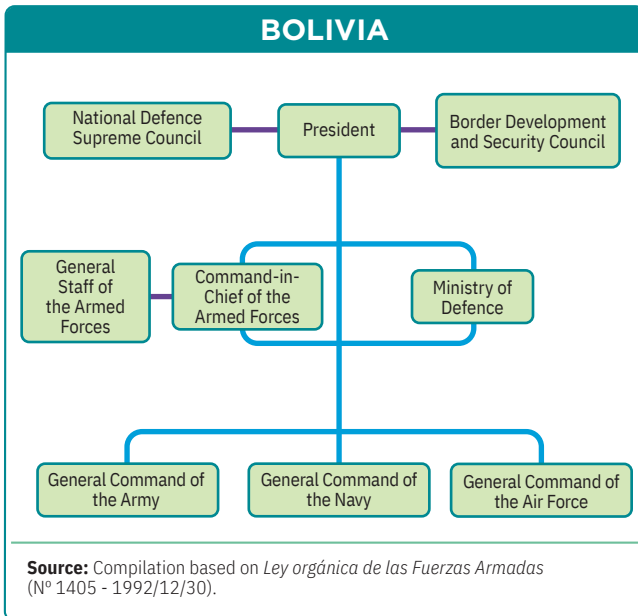 BOLIVIA
National Defence
Supreme Council
President
Border Development
and Security Council
General
Staff of
the Armed
Forces
Command-in-
Chief of the
Armed Forces
Ministry of
Defence
General Command of
the Army
General Command of
the Navy
General Command of
the Air Force
Source: Compilation based on Ley orgánica de las Fuerzas Armadas
(Nº 1405 - 1992/12/30).